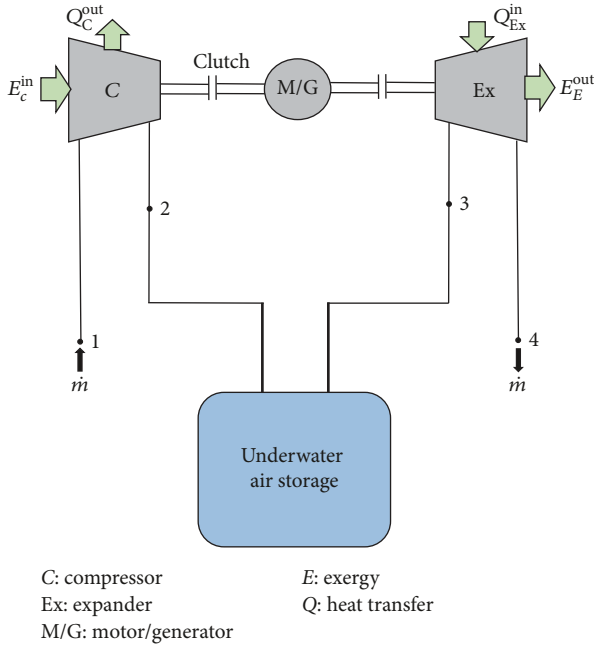 Q_C^out
Q_Ex^in
Clutch
E_c^in
C
M/G
Ex
E_E^out
2
3
1
4
ṁ
ṁ
Underwater
air storage
C: compressor
E: exergy
Ex: expander
Q: heat transfer
M/G: motor/generator